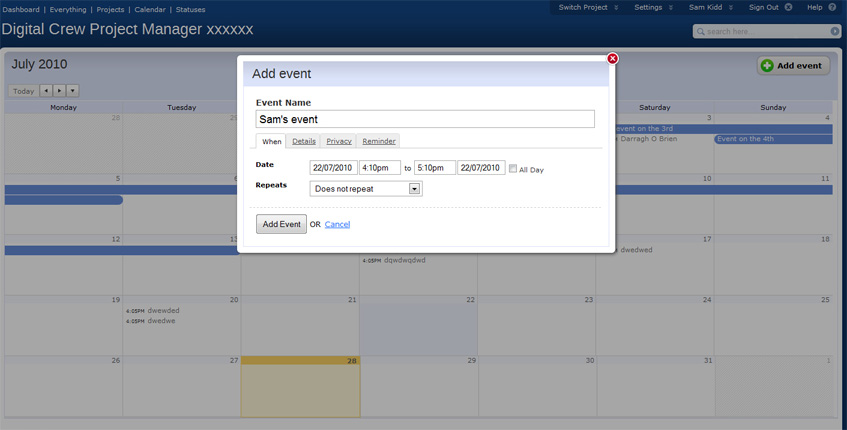 Dashboard | Everything | Projects | Calendar | Statuses
Switch Project Settings Sam Kidd Sign Out Help ?
Digital Crew Project Manager xxxxxx
search here
July 2010
Add event
Today
Monday Tuesday Saturday Sunday
Add event
Event Name
Sam's event
When Details Privacy Reminder
Date 22/07/2010 4:10pm to 5:10pm 22/07/2010 All Day
Repeats Does not repeat
Add Event OR Cancel
28 29 3 4
event on the 3rd
Darragh O Brien Event on the 4th
5 6 10 11
12 13 17 18
4:05PM dqwdwqdwd dwedwed
19 20 21 22 23 24 25
4:05PM dwewded
4:05PM dwedwe
26 27 28 29 30 31 1